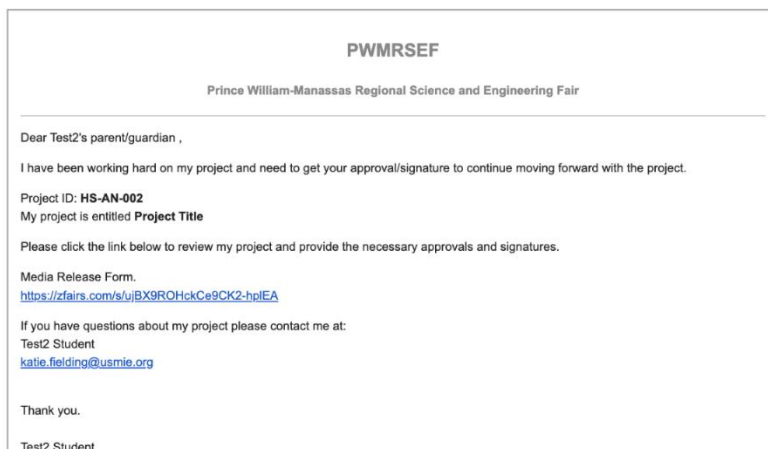 PWMRSEF
Prince William-Manassas Regional Science and Engineering Fair
Dear Test2's parent/guardian ,
I have been working hard on my project and need to get your approval/signature to continue moving forward with the project.
Project ID: HS-AN-002
My project is entitled Project Title
Please click the link below to review my project and provide the necessary approvals and signatures.
Media Release Form.
https://zfairs.com/s/ujBX9ROHckCe9CK2-hplEA
If you have questions about my project please contact me at:
Test2 Student
katie.fielding@usmie.org
Thank you.
Test2 Student